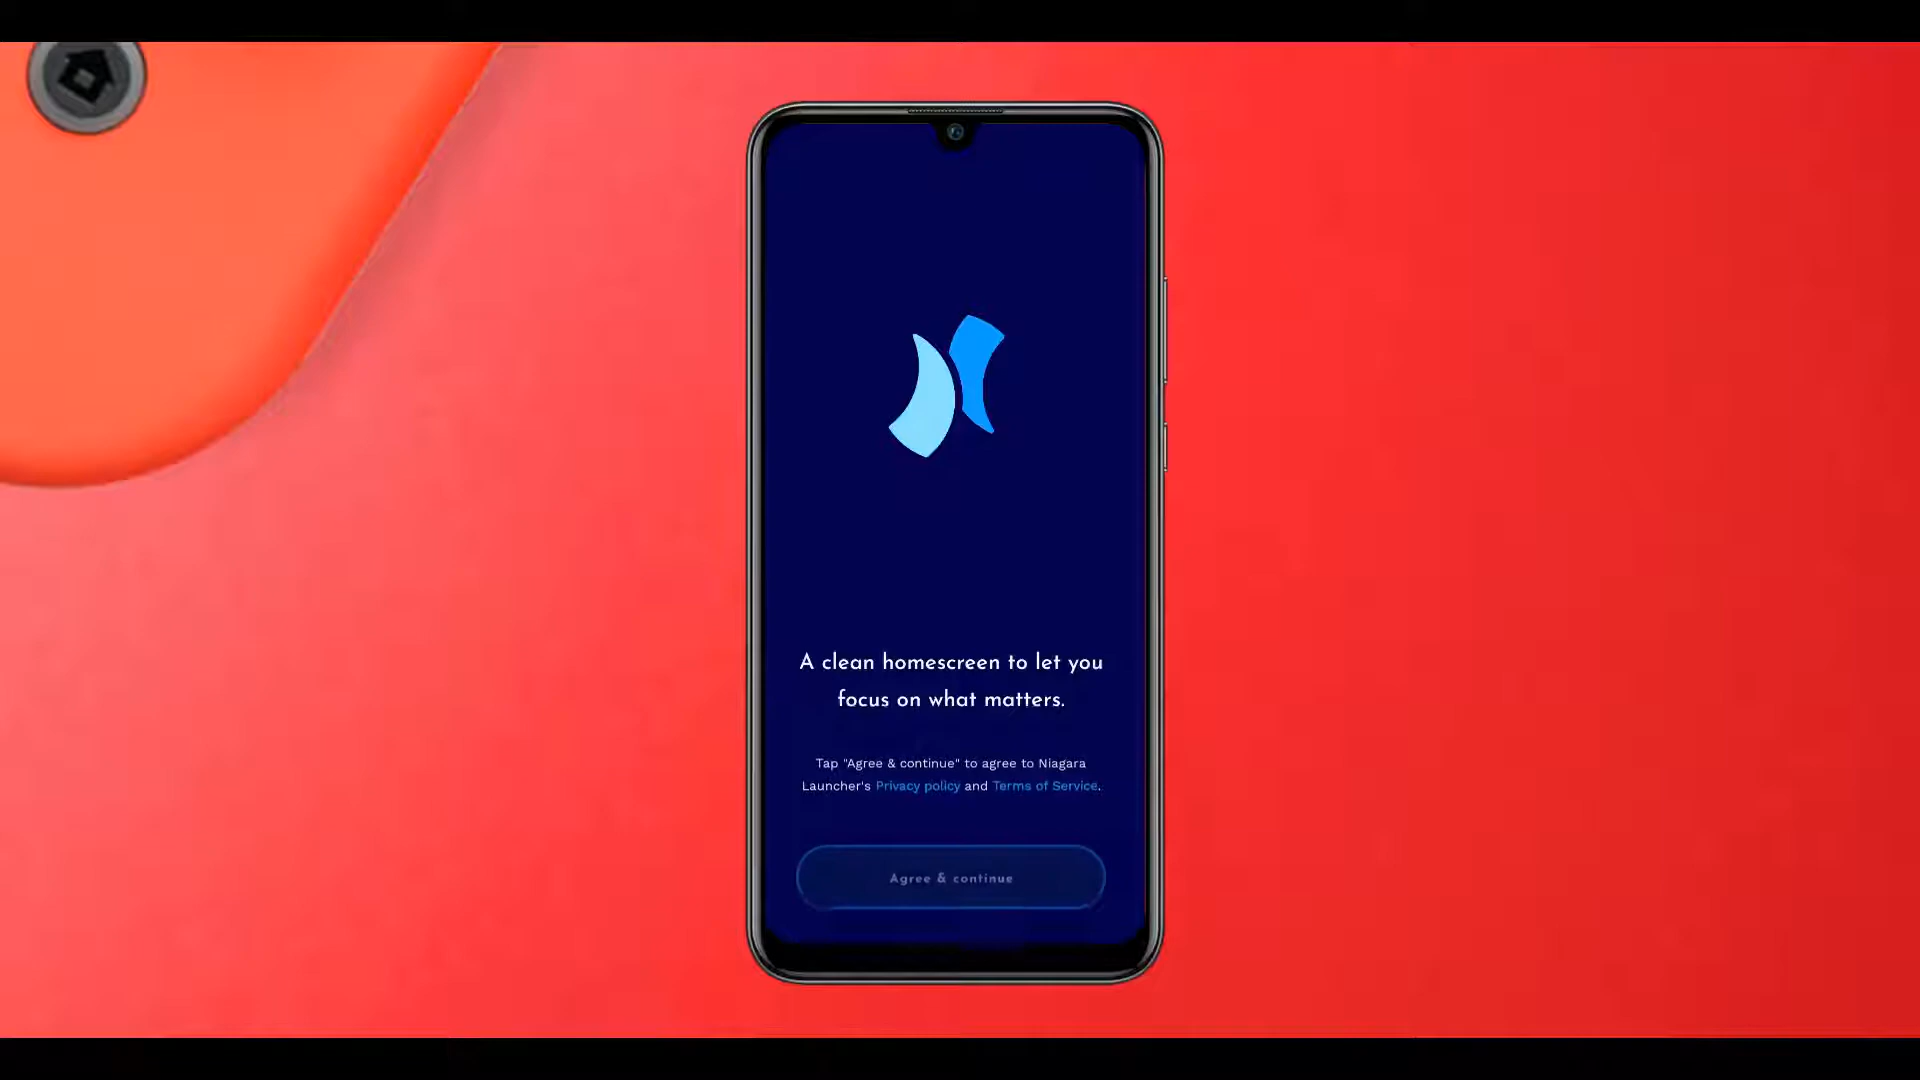 A clean homescreen to let you
focus on what matters.
Tap "Agree & continue" to agree to Niagara
Launcher's Privacy policy and Terms of Service.
Agree & continue